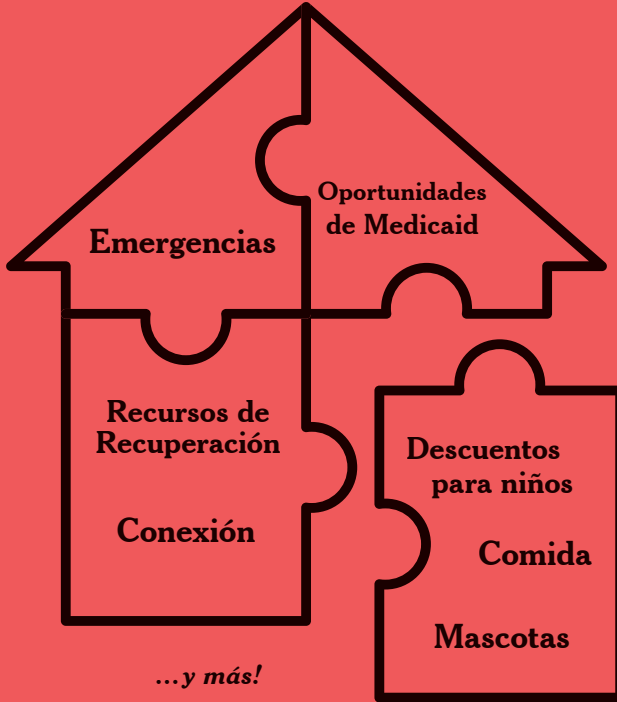 Emergencias
Oportunidades
de Medicaid
Recursos de
Recuperación
Conexión
Descuentos
para niños
Comida
Mascotas
...y más!